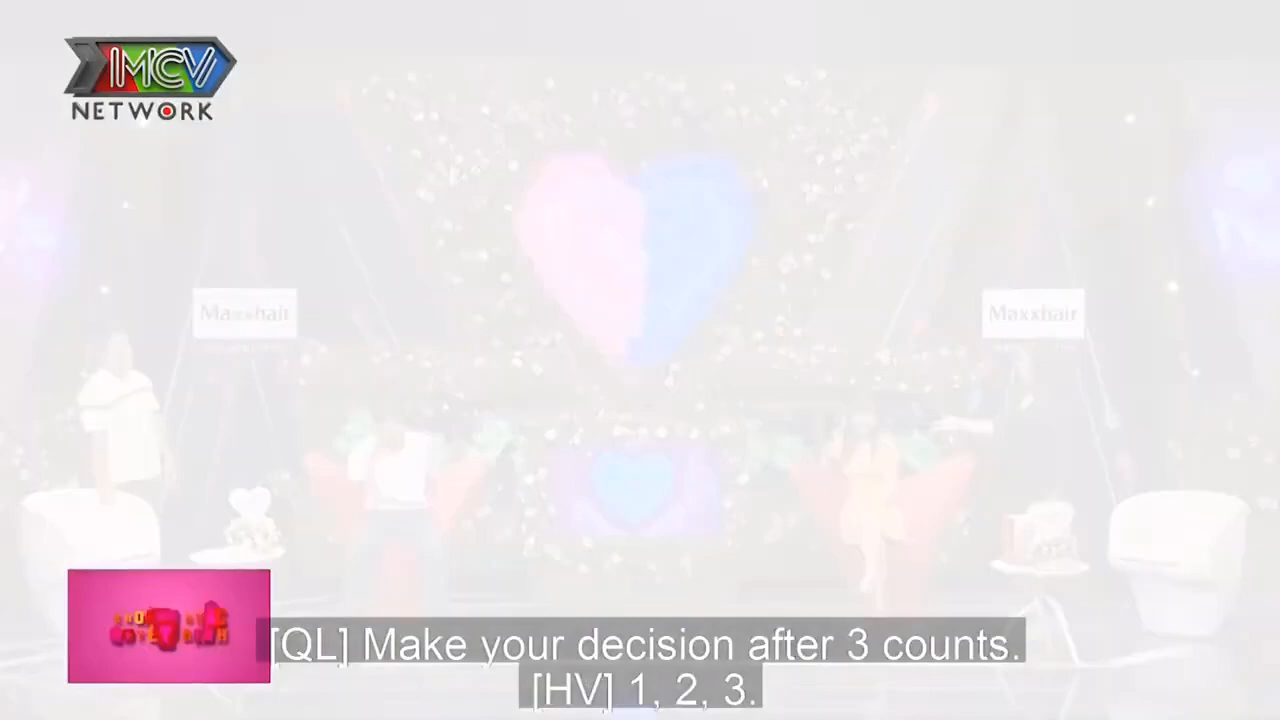 MCV
NETWORK
Maxxhair
Maxxhair
[QL] Make your decision after 3 counts.
[HV] 1, 2, 3.